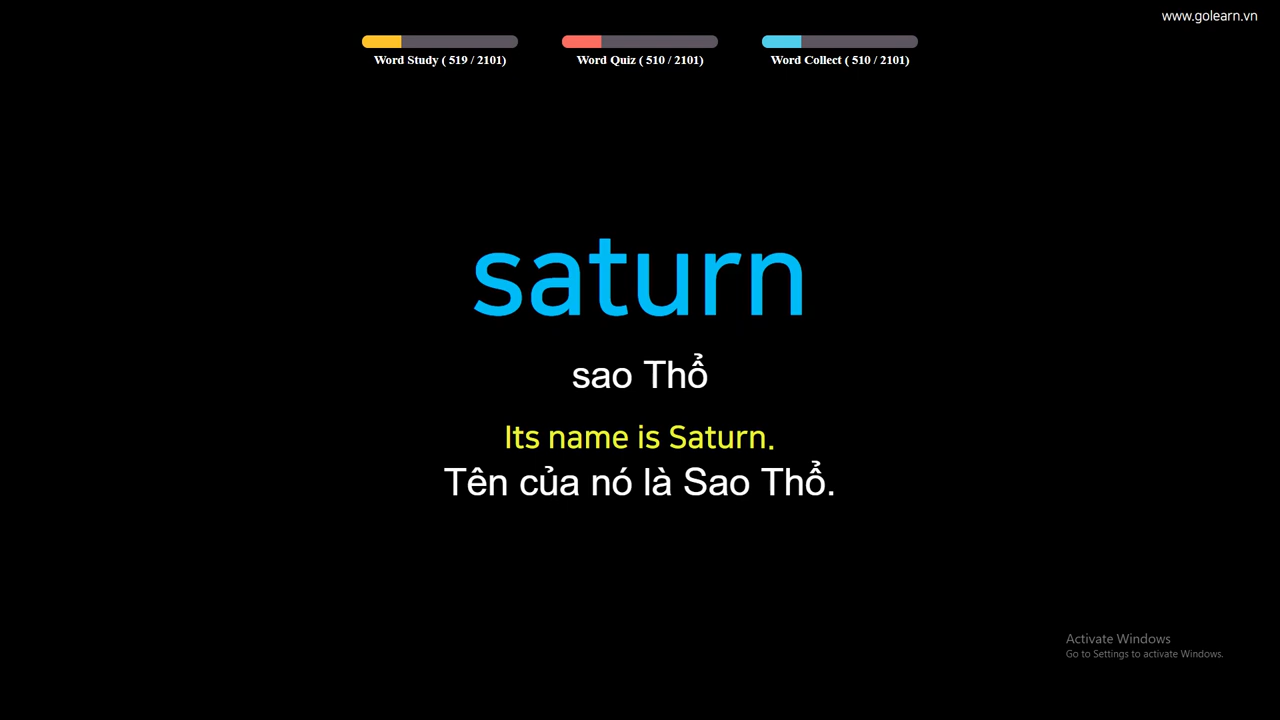 www.golearn.vn
Word Study ( 519 / 2101)
Word Quiz ( 510 / 2101)
Word Collect ( 510 / 2101)
saturn
sao Thổ
Its name is Saturn.
Tên của nó là Sao Thổ.
Activate Windows
Go to Settings to activate Windows.